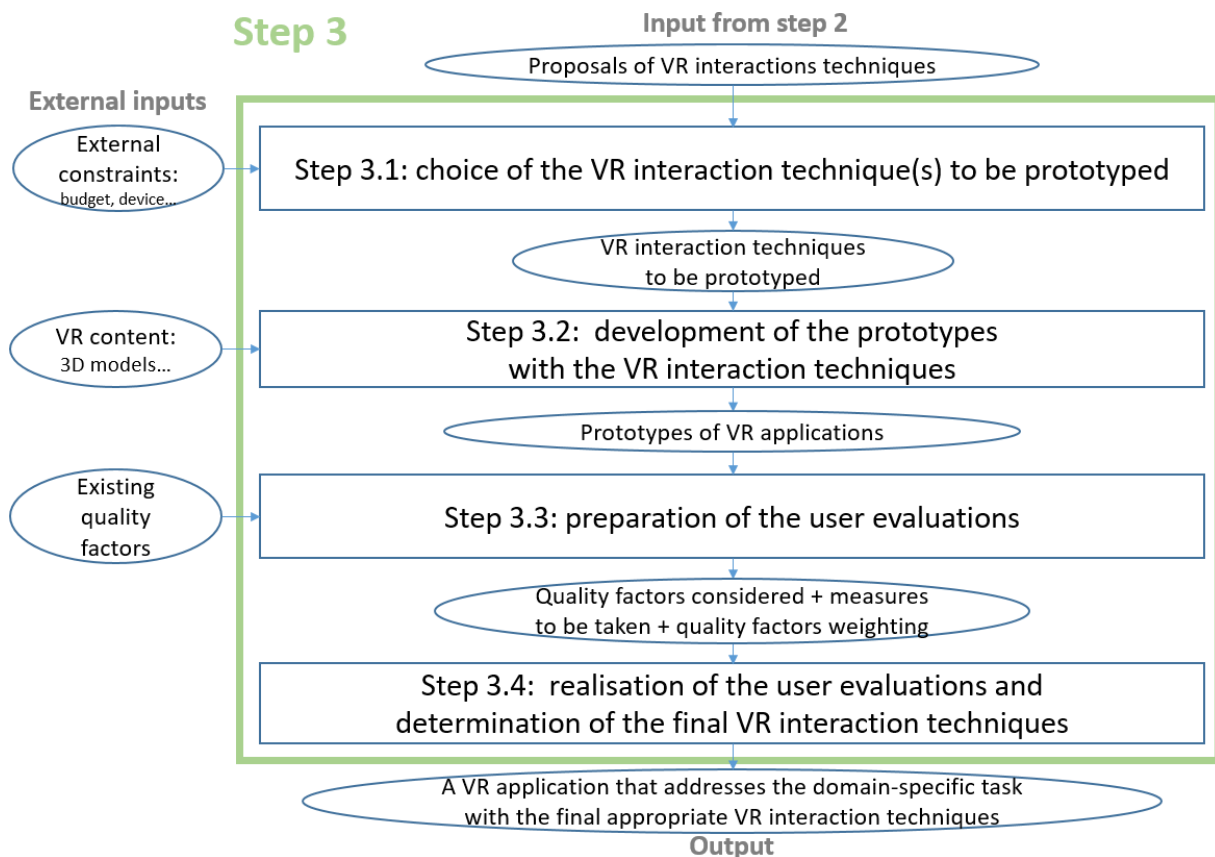 Step 3
Input from step 2
Proposals of VR interactions techniques
External inputs
External
constraints:
budget, device...
Step 3.1: choice of the VR interaction technique(s) to be prototyped
VR interaction techniques
to be prototyped
VR content:
3D models...
Step 3.2:  development of the prototypes
with the VR interaction techniques
Prototypes of VR applications
Existing
quality
factors
Step 3.3: preparation of the user evaluations
Quality factors considered + measures
to be taken + quality factors weighting
Step 3.4:  realisation of the user evaluations and
determination of the final VR interaction techniques
A VR application that addresses the domain-specific task
with the final appropriate VR interaction techniques
Output